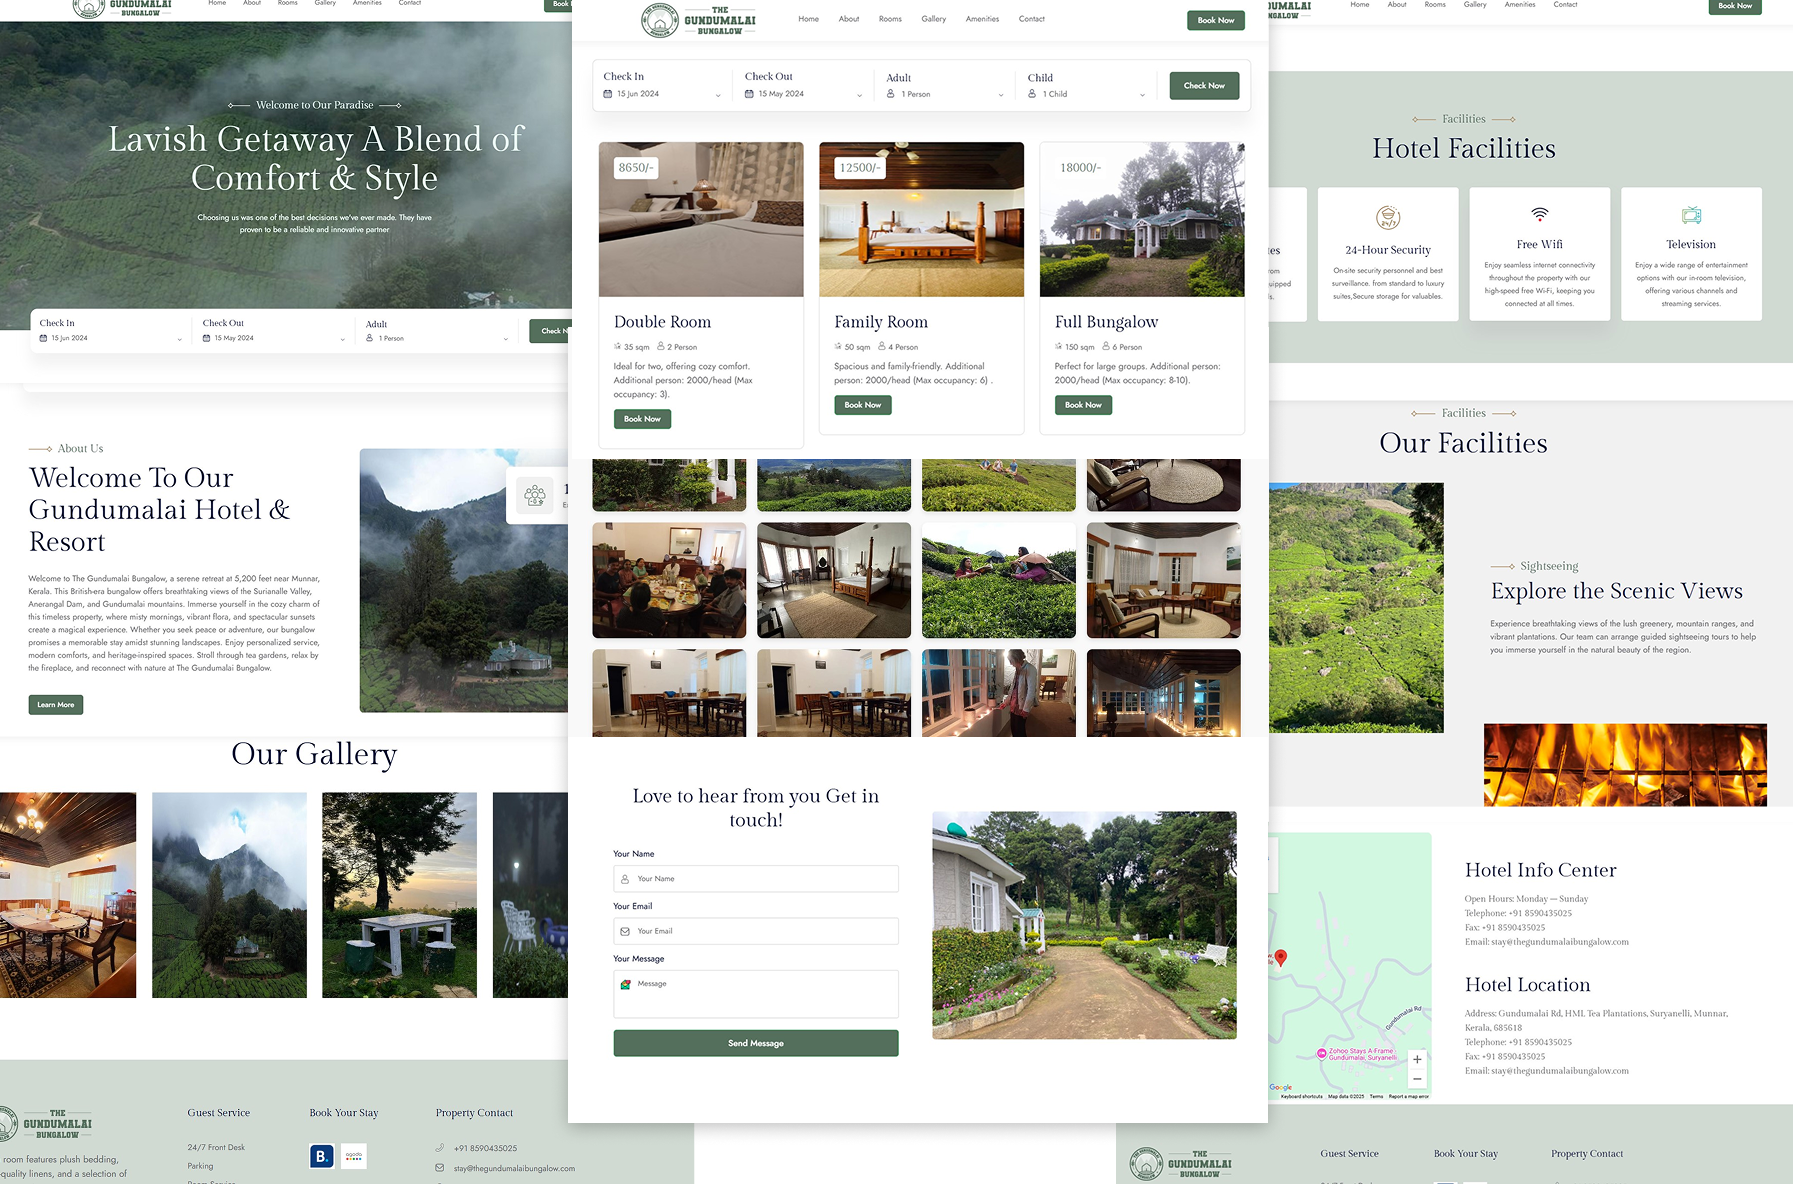 GUNDUMALAI
BUNGALOW
Home About Rooms Gallery Amenities Contact
Book
Welcome to Our Paradise
Lavish Getaway A Blend of
Comfort & Style
Choosing us was one of the best decisions we've ever made. They have
proven to be a reliable and innovative partner
Check In
15 Jun 2024
Check Out
15 May 2024
Adult
1 Person
Check N
About Us
Welcome To Our
Gundumalai Hotel &
Resort
Welcome to The Gundumalai Bungalow, a serene retreat at 5,200 feet near Munnar,
Kerala. This British-era bungalow offers breathtaking views of the Surianalle Valley,
Anerangal Dam, and Gundumalai mountains. Immerse yourself in the cozy charm of
this timeless property, where misty mornings, vibrant flora, and spectacular sunsets
create a magical experience. Whether you seek peace or adventure, our bungalow
promises a memorable stay amidst stunning landscapes. Enjoy personalized service,
modern comforts, and heritage-inspired spaces. Stroll through tea gardens, relax by
the fireplace, and reconnect with nature at The Gundumalai Bungalow.
Learn More
Our Gallery
THE
GUNDUMALAI
BUNGALOW
room features plush bedding,
-quality linens, and a selection of
Guest Service
24/7 Front Desk
Parking
Book Your Stay
B.
agoda
Property Contact
+91 8590435025
stay@thegundumalaibungalow.com
THE
GUNDUMALAI
BUNGALOW
Home About Rooms Gallery Amenities Contact
Book Now
Check In
15 Jun 2024
Check Out
15 May 2024
Adult
1 Person
Child
1 Child
Check Now
8650/-
Double Room
35 sqm 2 Person
Ideal for two, offering cozy comfort.
Additional person: 2000/head (Max
occupancy: 3).
Book Now
12500/-
Family Room
50 sqm 4 Person
Spacious and family-friendly. Additional
person: 2000/head (Max occupancy: 6) .
Book Now
18000/-
Full Bungalow
150 sqm 6 Person
Perfect for large groups. Additional person:
2000/head (Max occupancy: 8-10).
Book Now
Love to hear from you Get in
touch!
Your Name
Your Name
Your Email
Your Email
Your Message
Message
Send Message
UMALAI
BUNGALOW
Home About Rooms Gallery Amenities Contact
Book Now
Facilities
Hotel Facilities
24/7
24-Hour Security
On-site security personnel and best
surveillance. from standard to luxury
suites,Secure storage for valuables.
Free Wifi
Enjoy seamless internet connectivity
throughout the property with our
high-speed free Wi-Fi, keeping you
connected at all times.
Television
Enjoy a wide range of entertainment
options with our in-room television,
offering various channels and
streaming services.
Facilities
Our Facilities
Sightseeing
Explore the Scenic Views
Experience breathtaking views of the lush greenery, mountain ranges, and
vibrant plantations. Our team can arrange guided sightseeing tours to help
you immerse yourself in the natural beauty of the region.
Gundumalai Rd
Zohoo Stays A-Frame
Gundumalai, Suryanelli
Google
Keyboard shortcuts Map data ©2025 Terms Report a map error
Hotel Info Center
Open Hours: Monday — Sunday
Telephone: +91 8590435025
Fax: +91 8590435025
Email: stay@thegundumalaibungalow.com
Hotel Location
Address: Gundumalai Rd, HML Tea Plantations, Suryanelli, Munnar,
Kerala, 685618
Telephone: +91 8590435025
Fax: +91 8590435025
Email: stay@thegundumalaibungalow.com
THE
GUNDUMALAI
BUNGALOW
Guest Service
Book Your Stay
Property Contact